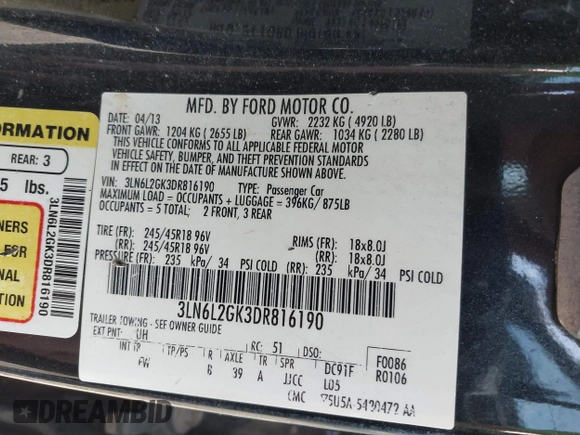 MFD. BY FORD MOTOR CO.
DATE: 04/13 GVWR: 2232 KG ( 4920 LB)
FRONT GAWR: 1204 KG ( 2655 LB) REAR GAWR: 1034 KG ( 2280 LB)
THIS VEHICLE CONFORMS TO ALL APPLICABLE FEDERAL MOTOR
VEHICLE SAFETY, BUMPER, AND THEFT PREVENTION STANDARDS
IN EFFECT ON THE DATE OF MANUFACTURE SHOWN ABOVE.
VIN: 3LN6L2GK3DR816190 TYPE: Passenger Car
MAXIMUM LOAD = OCCUPANTS + LUGGAGE = 396KG/ 875LB
OCCUPANTS = 5 TOTAL; 2 FRONT, 3 REAR
TIRE (FR): 245/45R18 96V RIMS (FR): 18x8.0J
(RR): 245/45R18 96V (RR): 18x8.0J
PRESSURE (FR): 235 kPa/ 34 PSI COLD (RR): 235 kPa/ 34 PSI COLD
3LN6L2GK3DR816190
TRAILER TOWING - SEE OWNER GUIDE
EXT PNT: UH RC: 51 DSO: F0086
INT TR TP/PS R AXLE TR SPR DC91F R0106
FW B 39 A JJCC
ORMATION
REAR: 3
5 lbs.
3LN6L2GK3DR816190
OWNERS
FOR
NAL
TION
DREAMBID